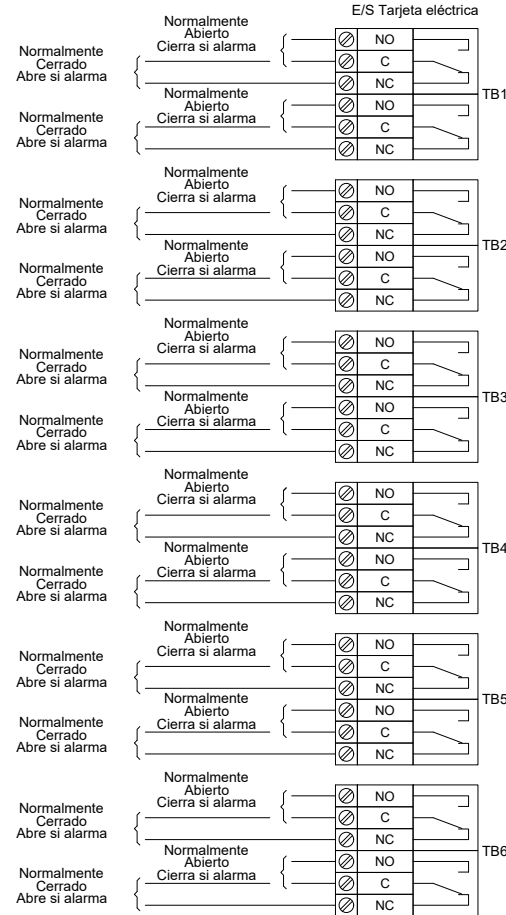 E/S Tarjeta eléctrica
Normalmente
Abierto
Cierra si alarma
NO
Normalmente
Cerrado
Abre si alarma
C
NC
TB1
Normalmente
Abierto
Cierra si alarma
NO
Normalmente
Cerrado
Abre si alarma
C
NC
Normalmente
Abierto
Cierra si alarma
NO
Normalmente
Cerrado
Abre si alarma
C
NC
TB2
Normalmente
Abierto
Cierra si alarma
NO
Normalmente
Cerrado
Abre si alarma
C
NC
Normalmente
Abierto
Cierra si alarma
NO
Normalmente
Cerrado
Abre si alarma
C
NC
TB3
Normalmente
Abierto
Cierra si alarma
NO
Normalmente
Cerrado
Abre si alarma
C
NC
Normalmente
Abierto
Cierra si alarma
NO
Normalmente
Cerrado
Abre si alarma
C
NC
TB4
Normalmente
Abierto
Cierra si alarma
NO
Normalmente
Cerrado
Abre si alarma
C
NC
Normalmente
Abierto
Cierra si alarma
NO
Normalmente
Cerrado
Abre si alarma
C
NC
TB5
Normalmente
Abierto
Cierra si alarma
NO
Normalmente
Cerrado
Abre si alarma
C
NC
Normalmente
Abierto
Cierra si alarma
NO
Normalmente
Cerrado
Abre si alarma
C
NC
TB6
Normalmente
Abierto
Cierra si alarma
NO
Normalmente
Cerrado
Abre si alarma
C
NC